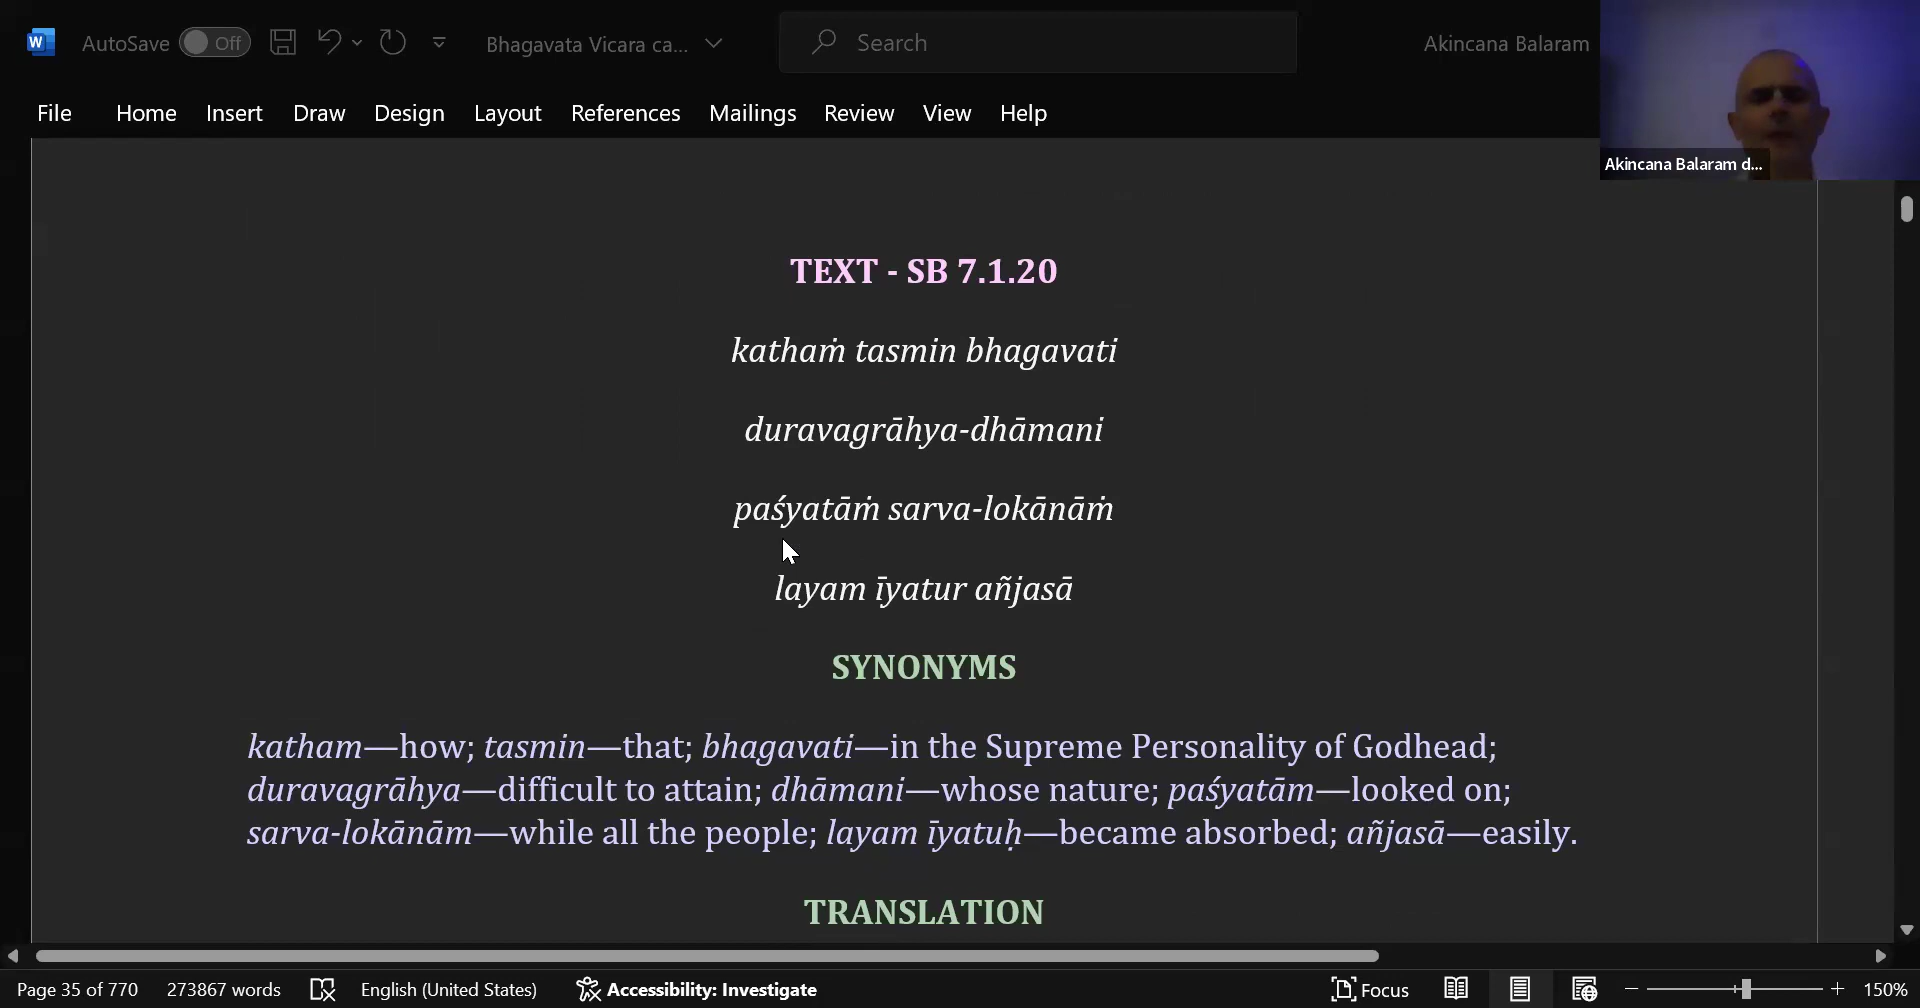 W AutoSave Off Bhagavata Vicara ca... Search Akincana Balaram
File Home Insert Draw Design Layout References Mailings Review View Help
Akincana Balaram d...
TEXT - SB 7.1.20
kathaṁ tasmin bhagavati
duravagrāhya-dhāmani
paśyatāṁ sarva-lokānāṁ
layam īyatur añjasā
SYNONYMS
katham—how; tasmin—that; bhagavati—in the Supreme Personality of Godhead;
duravagrāhya—difficult to attain; dhāmani—whose nature; paśyatām—looked on;
sarva-lokānām—while all the people; layam īyatuḥ—became absorbed; añjasā—easily.
TRANSLATION
Page 35 of 770 273867 words English (United States) Accessibility: Investigate Focus 150%